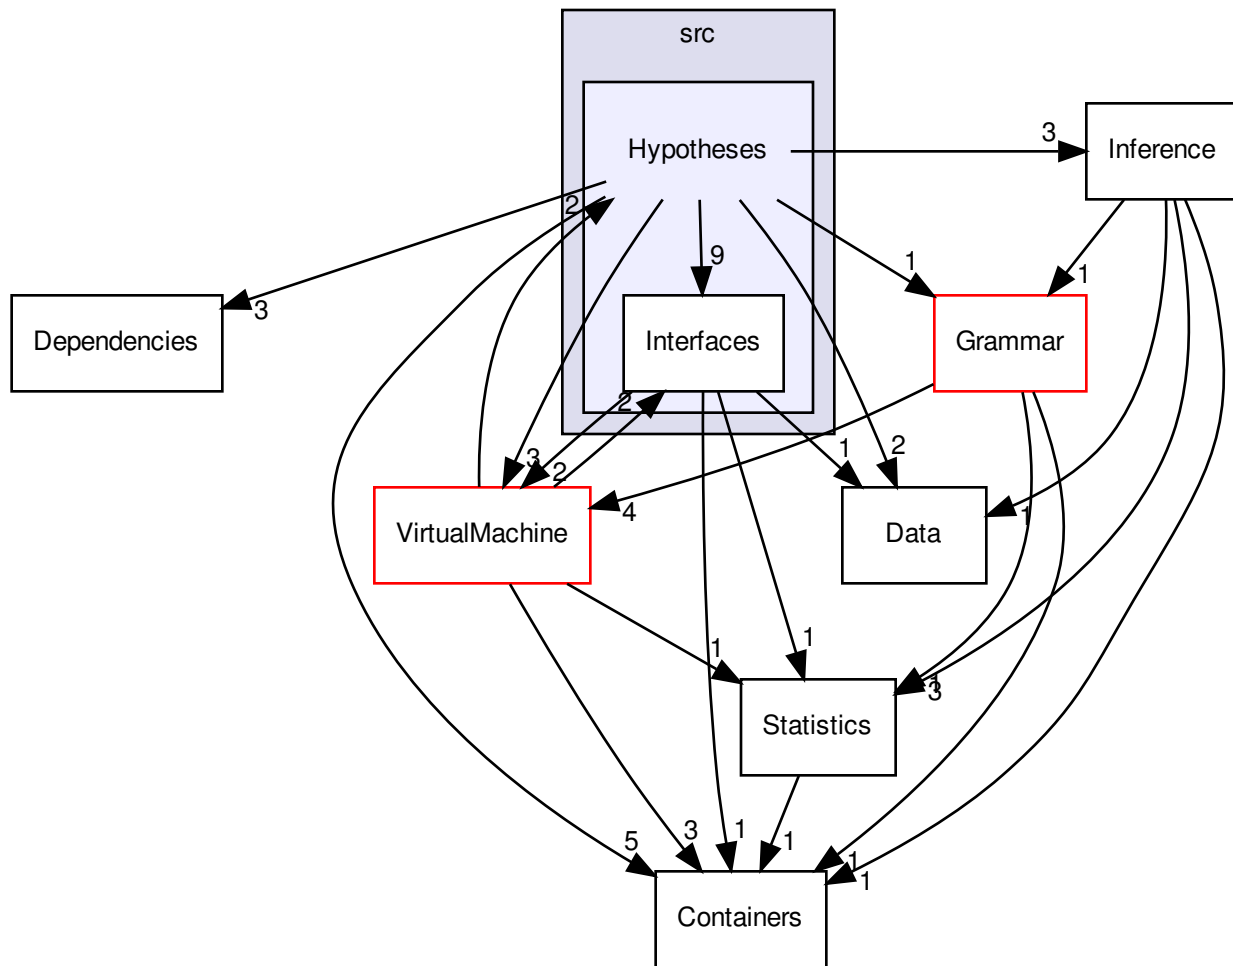 src
3
Hypotheses
Inference
2
9
1
1
3
Dependencies
Interfaces
Grammar
2
3
2
1
2
4
1
VirtualMachine
Data
1
1
1
3
Statistics
5
3
1
1
1
1
Containers